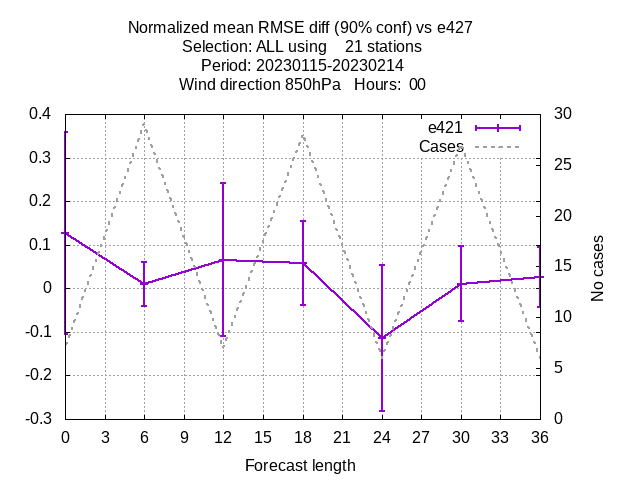 Normalized mean RMSE diff (90% conf) vs e427
Selection: ALL using    21 stations
Period: 20230115-20230214
Wind direction 850hPa   Hours:  00
e421
Cases
0.4
0.3
0.2
0.1
0
-0.1
-0.2
-0.3
30
25
20
15
10
5
0
No cases
0 3 6 9 12 15 18 21 24 27 30 33 36
Forecast length